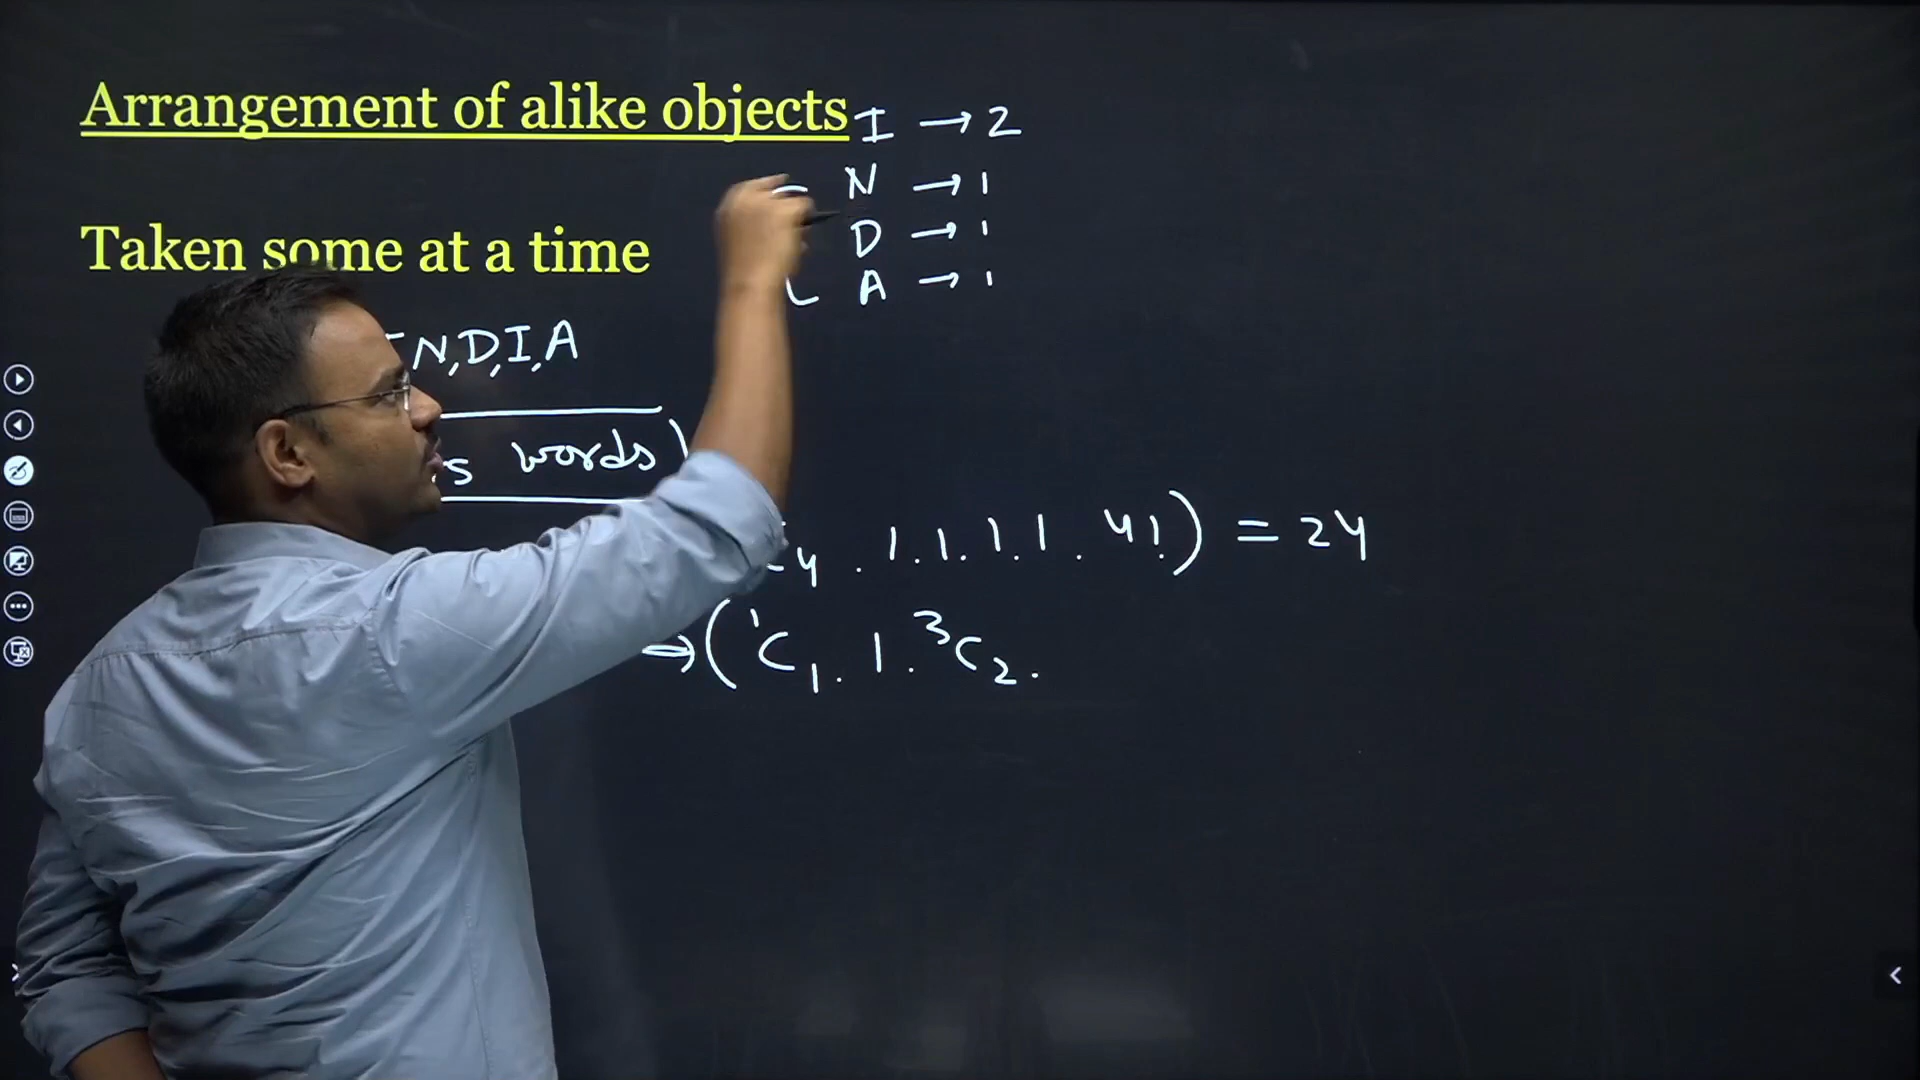 Arrangement of alike objects
I → 2
N → 1
D → 1
A → 1
Taken some at a time
N, D, I, A
words)
4 . 1 . 1 . 1 . 1 . 4!) = 24
⇒ (¹C₁ . 1 . ³C₂ .